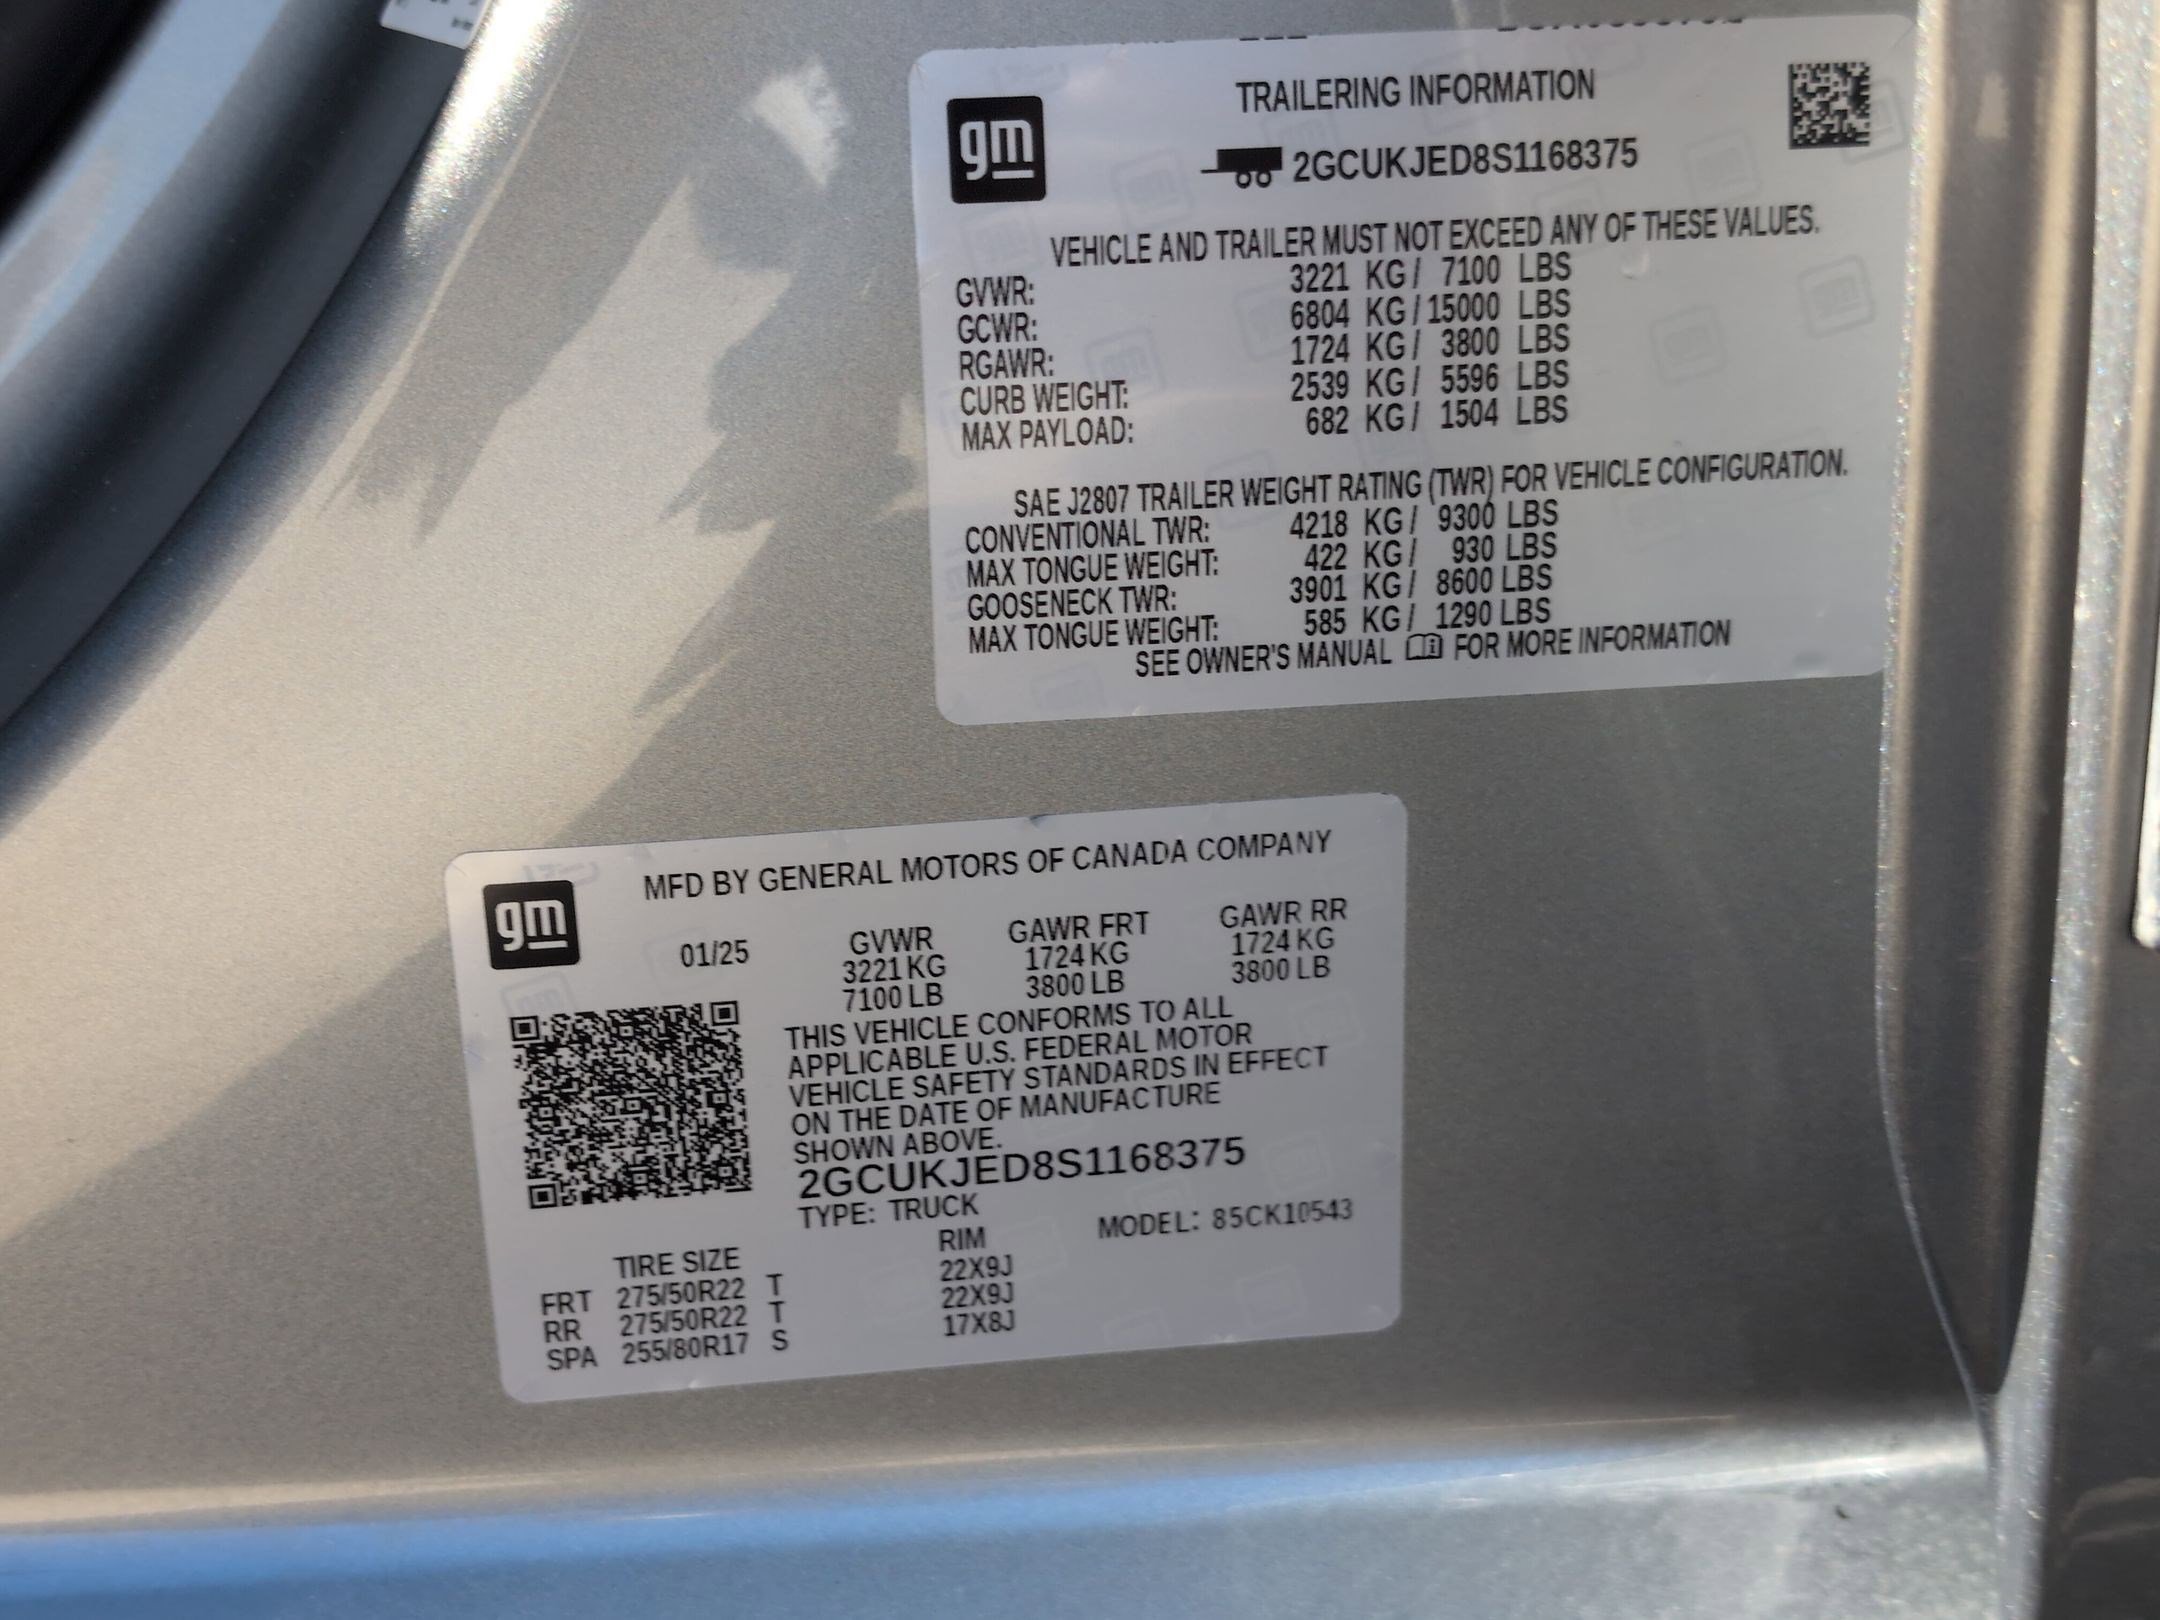 gm
TRAILERING INFORMATION
2GCUKJED8S1168375
VEHICLE AND TRAILER MUST NOT EXCEED ANY OF THESE VALUES.
GVWR: 3221 KG/ 7100 LBS
GCWR: 6804 KG/15000 LBS
RGAWR: 1724 KG/ 3800 LBS
CURB WEIGHT: 2539 KG/ 5596 LBS
MAX PAYLOAD: 682 KG/ 1504 LBS
SAE J2807 TRAILER WEIGHT RATING (TWR) FOR VEHICLE CONFIGURATION.
CONVENTIONAL TWR: 4218 KG/ 9300 LBS
MAX TONGUE WEIGHT: 422 KG/ 930 LBS
GOOSENECK TWR: 3901 KG/ 8600 LBS
MAX TONGUE WEIGHT: 585 KG/ 1290 LBS
SEE OWNER'S MANUAL FOR MORE INFORMATION
gm
MFD BY GENERAL MOTORS OF CANADA COMPANY
01/25 GVWR GAWR FRT GAWR RR
3221 KG 1724 KG 1724 KG
7100 LB 3800 LB 3800 LB
THIS VEHICLE CONFORMS TO ALL
APPLICABLE U.S. FEDERAL MOTOR
VEHICLE SAFETY STANDARDS IN EFFECT
ON THE DATE OF MANUFACTURE
SHOWN ABOVE.
2GCUKJED8S1168375
TYPE: TRUCK MODEL: 85CK10543
TIRE SIZE RIM
FRT 275/50R22 T 22X9J
RR 275/50R22 T 22X9J
SPA 255/80R17 S 17X8J